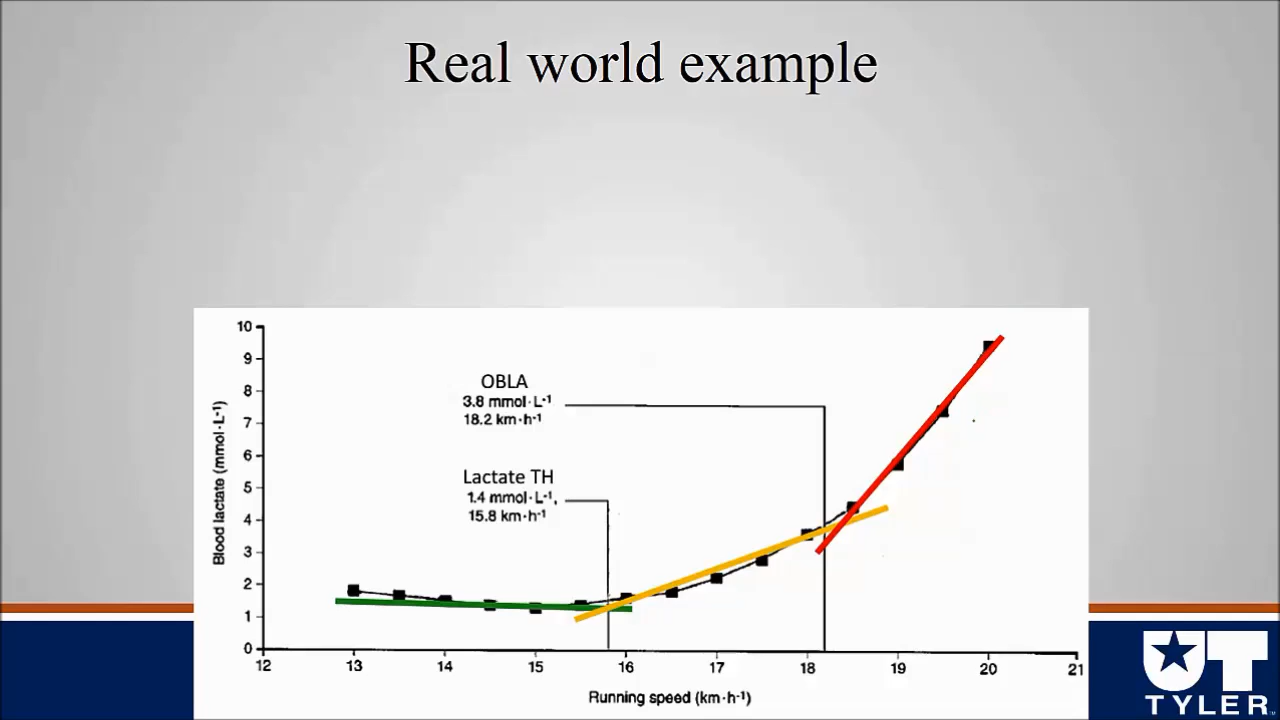 Real world example
10
9
8
7
6
5
4
3
2
1
0
Blood lactate (mmol·L⁻¹)
OBLA
3.8 mmol·L⁻¹
18.2 km·h⁻¹
Lactate TH
1.4 mmol·L⁻¹,
15.8 km·h⁻¹
12 13 14 15 16 17 18 19 20 21
Running speed (km·h⁻¹)
UT
TYLER